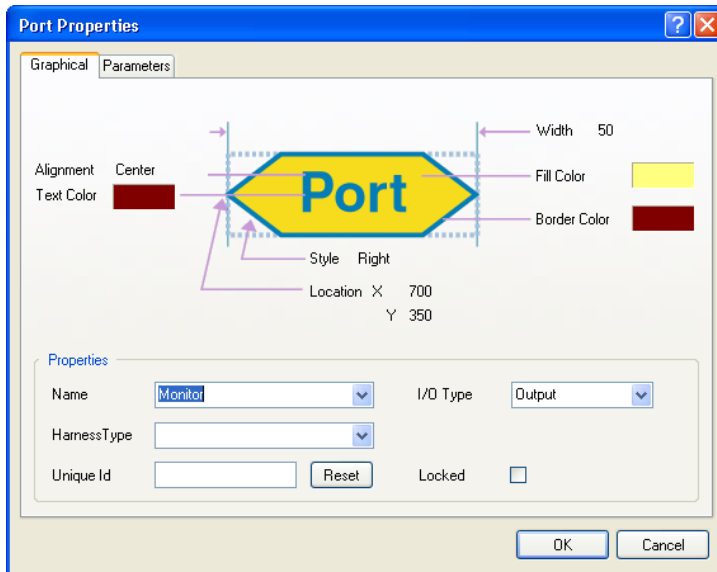 Port Properties
Graphical Parameters
Width 50
Alignment Center
Fill Color
Text Color
Port
Border Color
Style Right
Location X 700
Y 350
Properties
Name Monitor I/O Type Output
HarnessType
Unique Id Reset Locked
OK Cancel